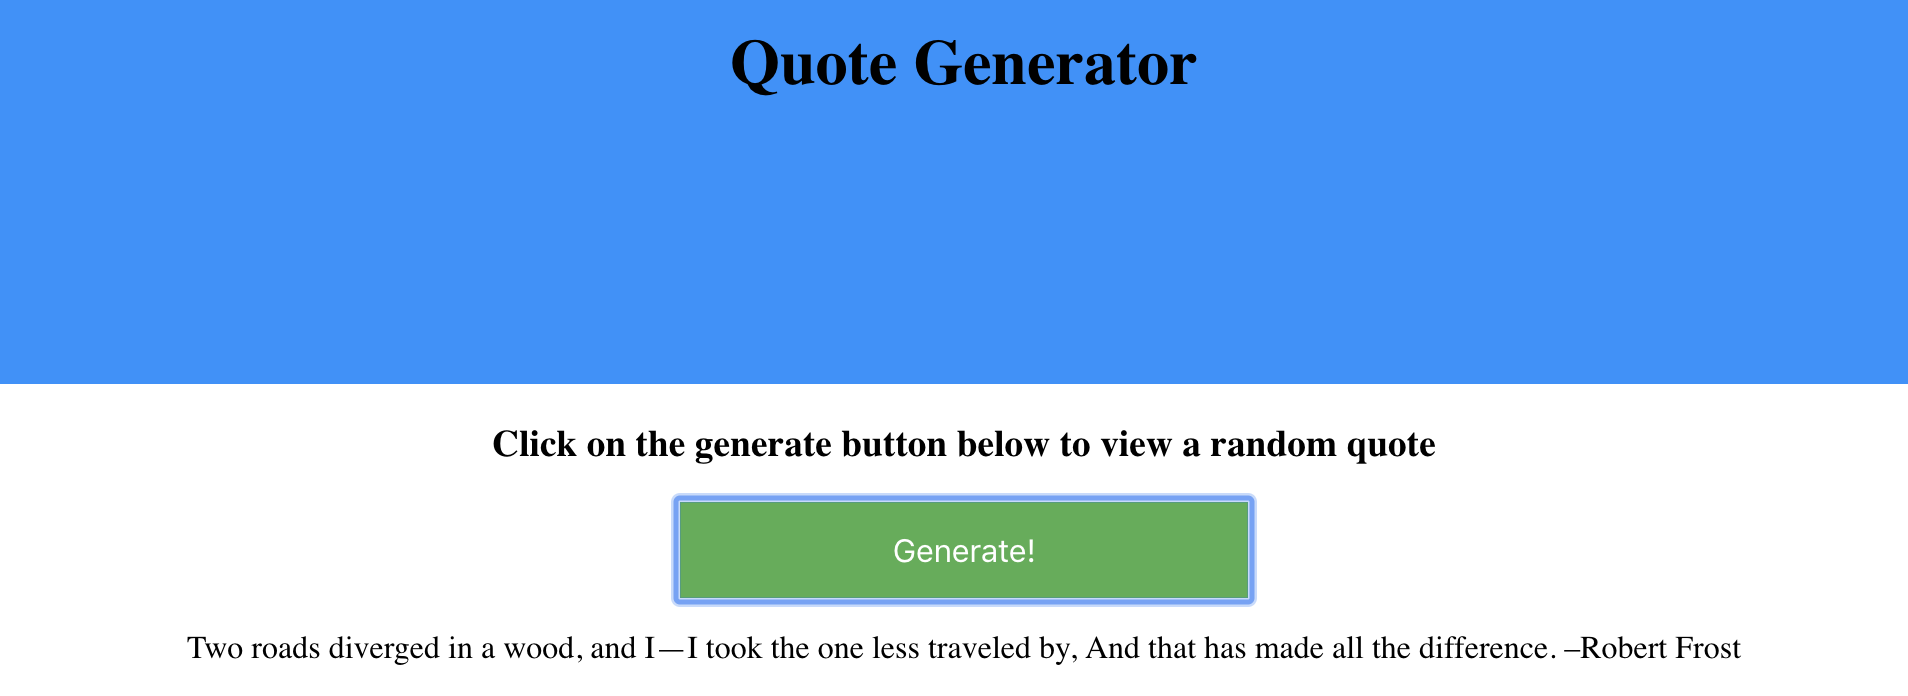 Quote Generator
Click on the generate button below to view a random quote
Generate!
Two roads diverged in a wood, and I—I took the one less traveled by, And that has made all the difference. –Robert Frost